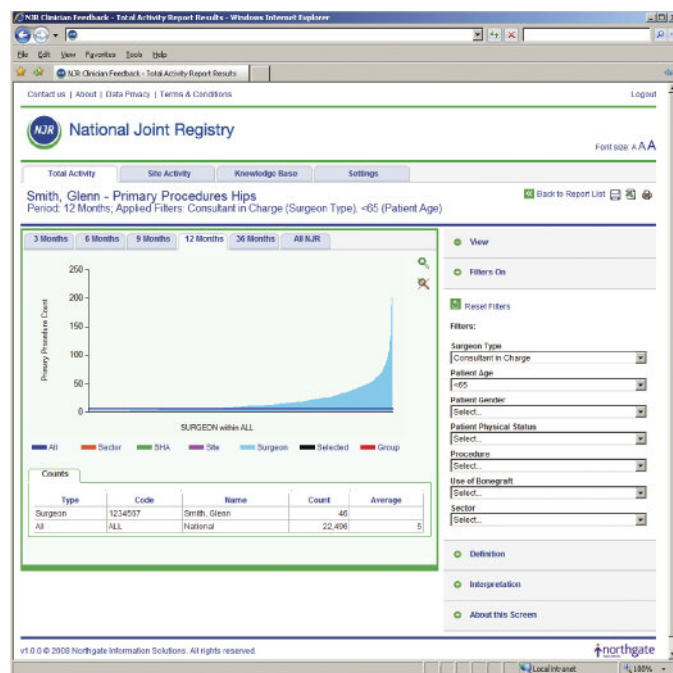 NJR Clinician Feedback - Total Activity Report Results - Windows Internet Explorer
File Edit View Favorites Tools Help
NJR Clinician Feedback - Total Activity Report Results
Contact us | About | Data Privacy | Terms & Conditions Logout
NJR National Joint Registry
Font size: A A A
Total Activity Site Activity Knowledge Base Settings
Smith, Glenn - Primary Procedures Hips Back to Report List
Period: 12 Months; Applied Filters: Consultant in Charge (Surgeon Type). <65 (Patient Age)
3 Months 6 Months 9 Months 12 Months 36 Months All NJR
250
200
150
100
50
0
Primary Procedure Count
SURGEON within ALL
All Sector SHA Site Surgeon Selected Group
Counts
Type Code Name Count Average
Surgeon 1234567 Smith, Glenn 46
All ALL National 22,496 5
View
Filters On
Reset Filters
Filters:
Surgeon Type
Consultant in Charge
Patient Age
<65
Patient Gender
Select...
Patient Physical Status
Select...
Procedure
Select...
Use of Bonegraft
Select...
Sector
Select...
Definition
Interpretation
About this Screen
v1.0.0 © 2008 Northgate Information Solutions. All rights reserved. northgate
Local intranet 100%